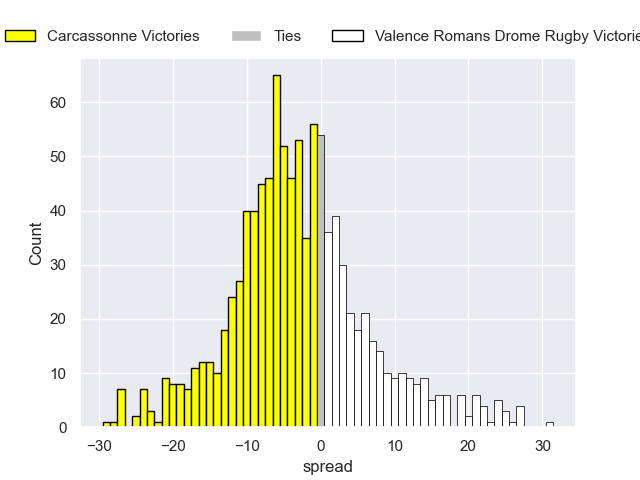 Carcassonne Victories Ties Valence Romans Drome Rugby Victorie
60
50
40
30
20
10
0
Count
−30 −20 −10 0 10 20 30
spread